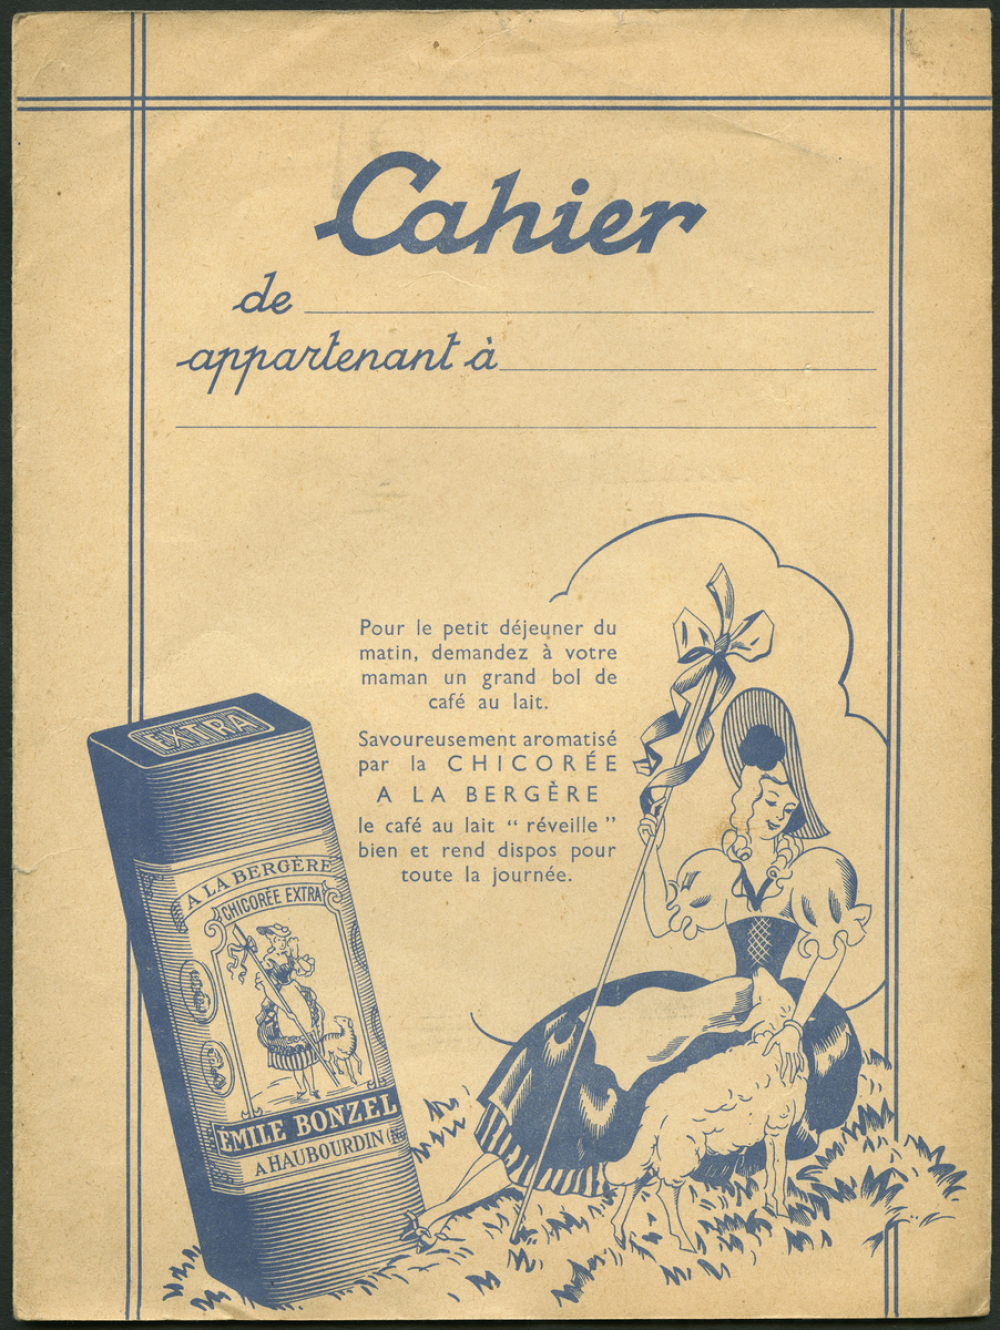 Cahier
de
appartenant à
Pour le petit déjeuner du
matin, demandez à votre
maman un grand bol de
café au lait.
Savoureusement aromatisé
par la CHICORÉE
A LA BERGÈRE
le café au lait “ réveille ”
bien et rend dispos pour
toute la journée.
EXTRA
A LA BERGÈRE
CHICORÉE EXTRA
EMILE BONZEL
A HAUBOURDIN